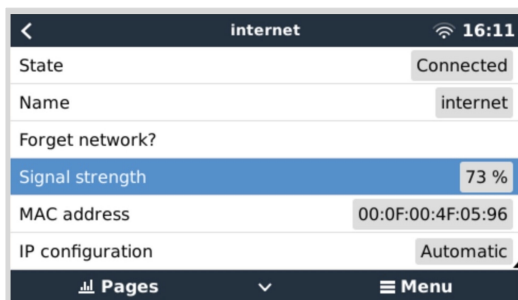 internet 16:11
State Connected
Name internet
Forget network?
Signal strength 73 %
MAC address 00:0F:00:4F:05:96
IP configuration Automatic
Pages Menu